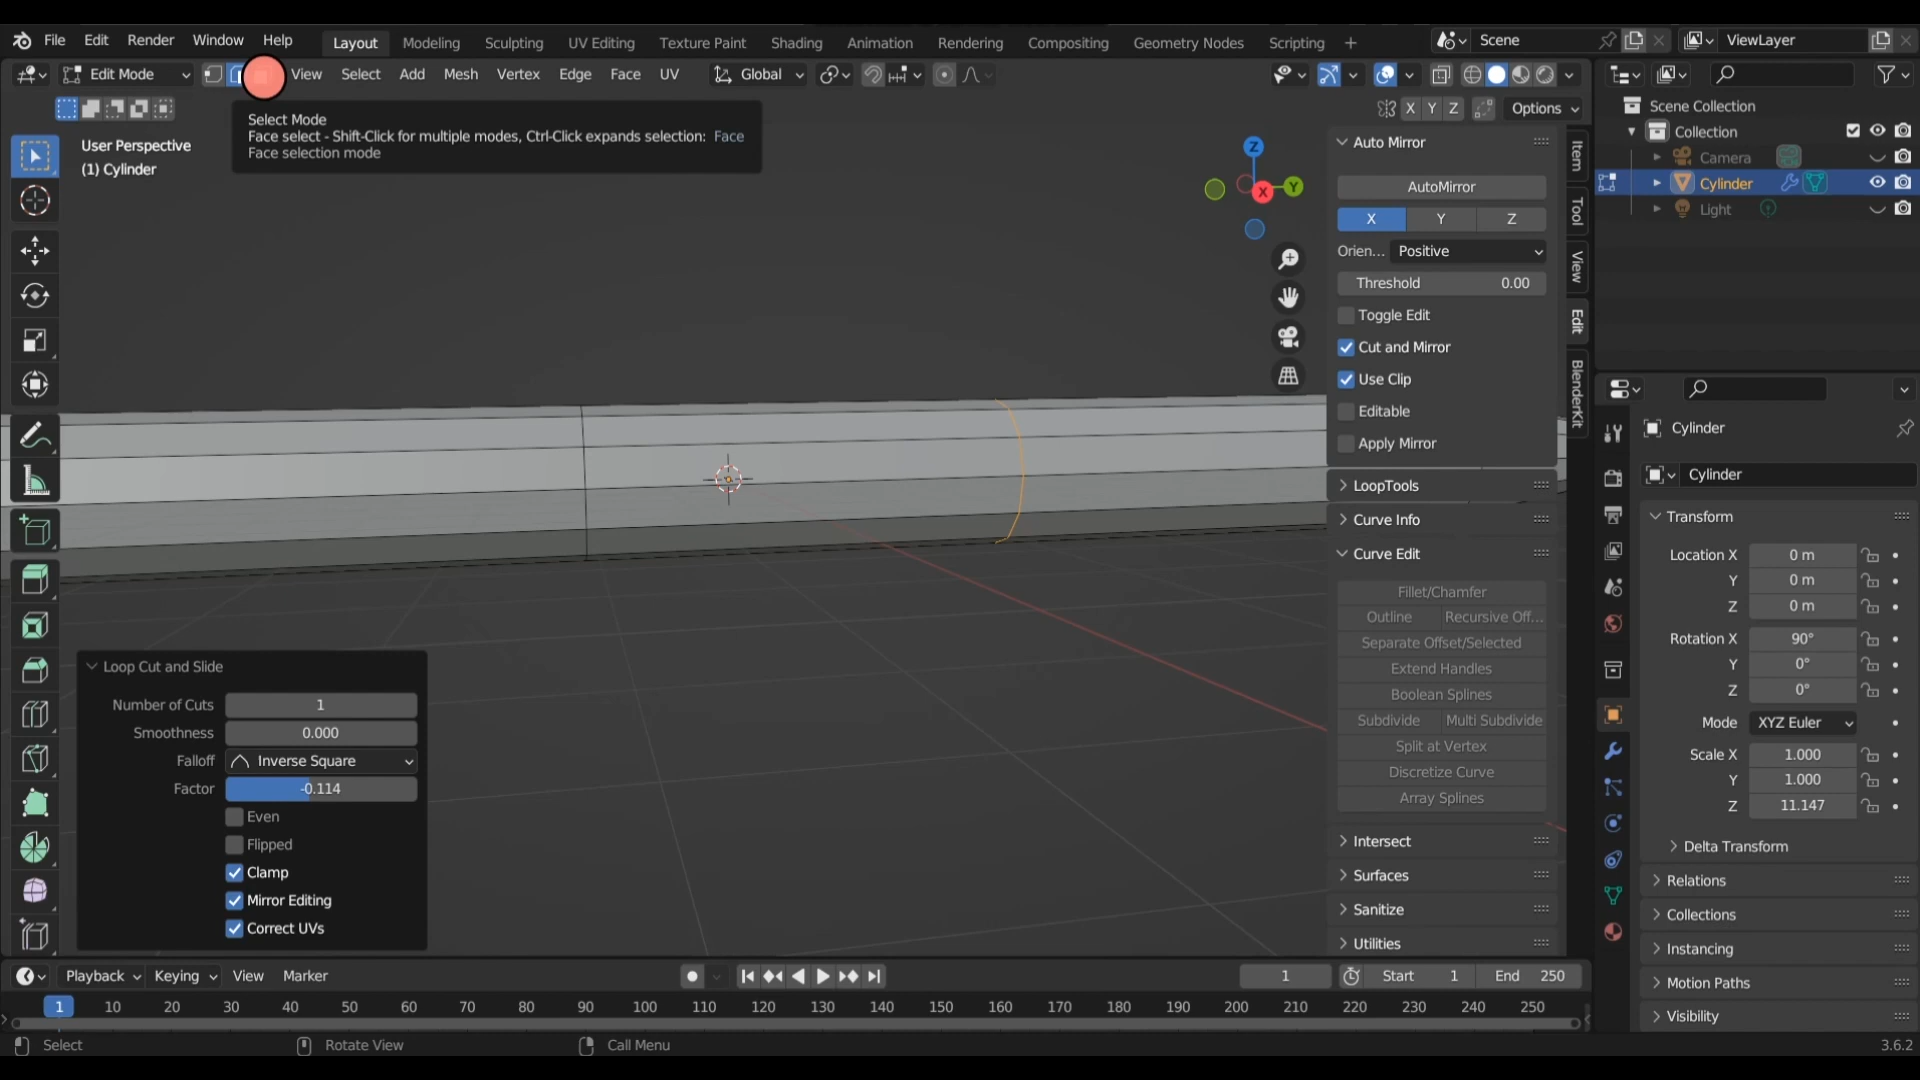 File Edit Render Window Help Layout Modeling Sculpting UV Editing Texture Paint Shading Animation Rendering Compositing Geometry Nodes Scripting + Scene ViewLayer
Edit Mode View Select Add Mesh Vertex Edge Face UV Global
X Y Z Options
Select Mode
Face select - Shift-Click for multiple modes, Ctrl-Click expands selection: Face
Face selection mode
User Perspective
(1) Cylinder
Z
Y
X
Auto Mirror
AutoMirror
X Y Z
Orien... Positive
Threshold 0.00
Toggle Edit
Cut and Mirror
Use Clip
Editable
Apply Mirror
LoopTools
Curve Info
Curve Edit
Fillet/Chamfer
Outline Recursive Off...
Separate Offset/Selected
Extend Handles
Boolean Splines
Subdivide Multi Subdivide
Split at Vertex
Discretize Curve
Array Splines
Intersect
Surfaces
Sanitize
Utilities
Item
Tool
View
Edit
BlenderKit
Scene Collection
Collection
Camera
Cylinder
Light
Cylinder
Cylinder
Transform
Location X 0 m
Y 0 m
Z 0 m
Rotation X 90°
Y 0°
Z 0°
Mode XYZ Euler
Scale X 1.000
Y 1.000
Z 11.147
Delta Transform
Relations
Collections
Instancing
Motion Paths
Visibility
Loop Cut and Slide
Number of Cuts 1
Smoothness 0.000
Falloff Inverse Square
Factor -0.114
Even
Flipped
Clamp
Mirror Editing
Correct UVs
Playback Keying View Marker 1 Start 1 End 250
1 10 20 30 40 50 60 70 80 90 100 110 120 130 140 150 160 170 180 190 200 210 220 230 240 250
Select Rotate View Call Menu 3.6.2